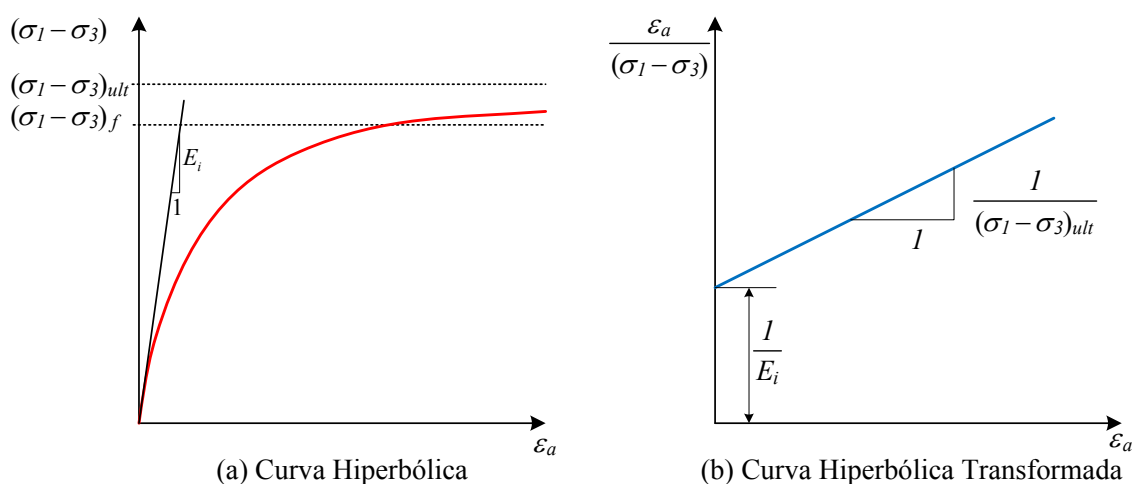 (σ1 – σ3)
(σ1 – σ3)ult
(σ1 – σ3) f
Ei
1
εa
(a) Curva Hiperbólica
εa
(σ1 – σ3)
1
(σ1 – σ3)ult
1
1
Ei
εa
(b) Curva Hiperbólica Transformada